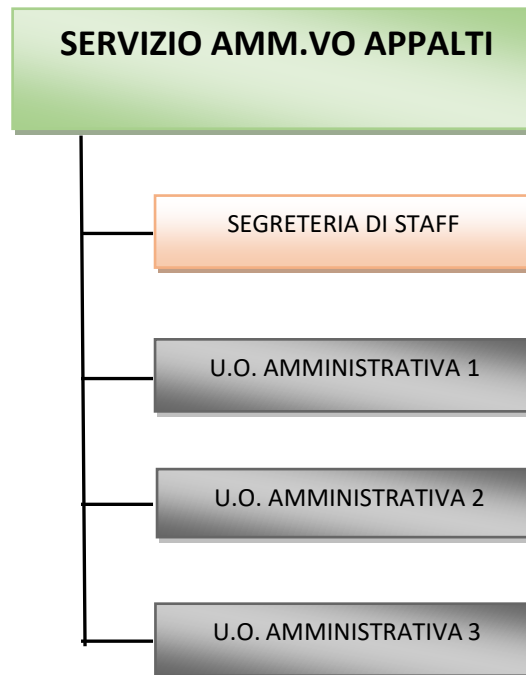 SERVIZIO AMM.VO APPALTI
SEGRETERIA DI STAFF
U.O. AMMINISTRATIVA 1
U.O. AMMINISTRATIVA 2
U.O. AMMINISTRATIVA 3